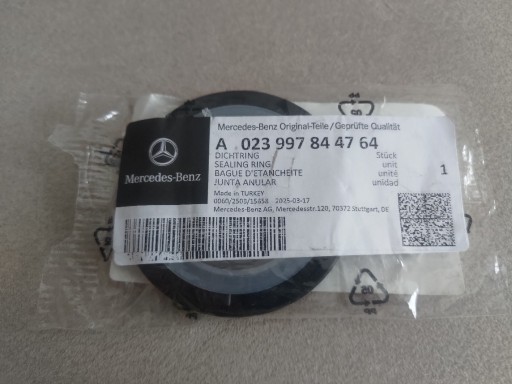 Mercedes-Benz Original-Teile/Geprüfte Qualität
A 023 997 84 47 64
DICHTRING
SEALING RING
BAGUE D'ETANCHEITE
JUNTA ANULAR
Stück
unit
unité
unidad
1
Made in TURKEY
2025-03-17
Mercedes-Benz AG, Mercedesstr.120, 70372 Stuttgart, DE
Mercedes-Benz